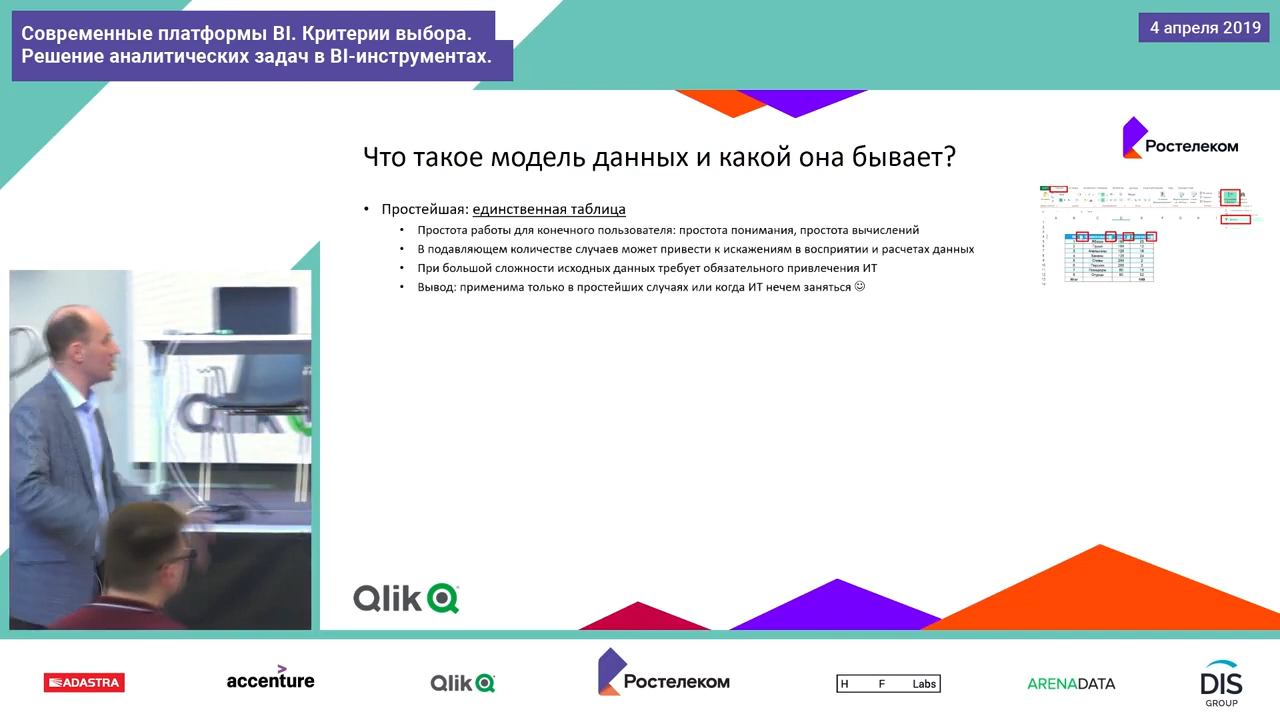 Современные платформы BI. Критерии выбора.
Решение аналитических задач в BI-инструментах.
4 апреля 2019
Ростелеком
Что такое модель данных и какой она бывает?
• Простейшая: единственная таблица
• Простота работы для конечного пользователя: простота понимания, простота вычислений
• В подавляющем количестве случаев может привести к искажениям в восприятии и расчетах данных
• При большой сложности исходных данных требует обязательного привлечения ИТ
• Вывод: применима только в простейших случаях или когда ИТ нечем заняться ☺
Qlik
Qlik
ADASTRA
accenture
Qlik
Ростелеком
H F Labs
ARENADATA
DIS
GROUP